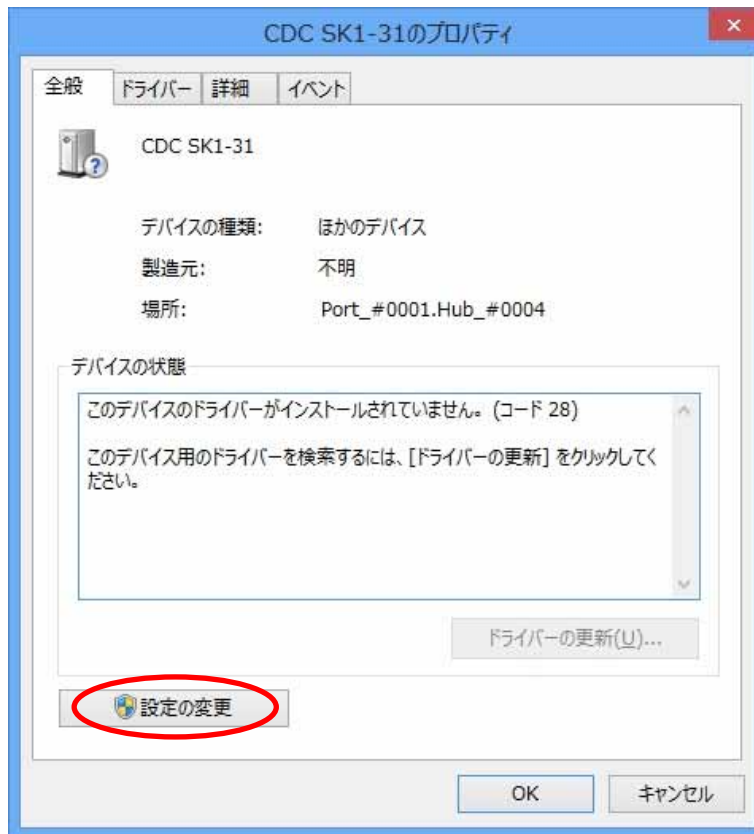 CDC SK1-31のプロパティ
全般
ドライバー
詳細
イベント
CDC SK1-31
デバイスの種類: ほかのデバイス
製造元: 不明
場所: Port_#0001.Hub_#0004
デバイスの状態
このデバイスのドライバーがインストールされていません。 (コード 28)
このデバイス用のドライバーを検索するには、[ドライバーの更新] をクリックしてく
ださい。
ドライバーの更新(U)...
設定の変更
OK
キャンセル